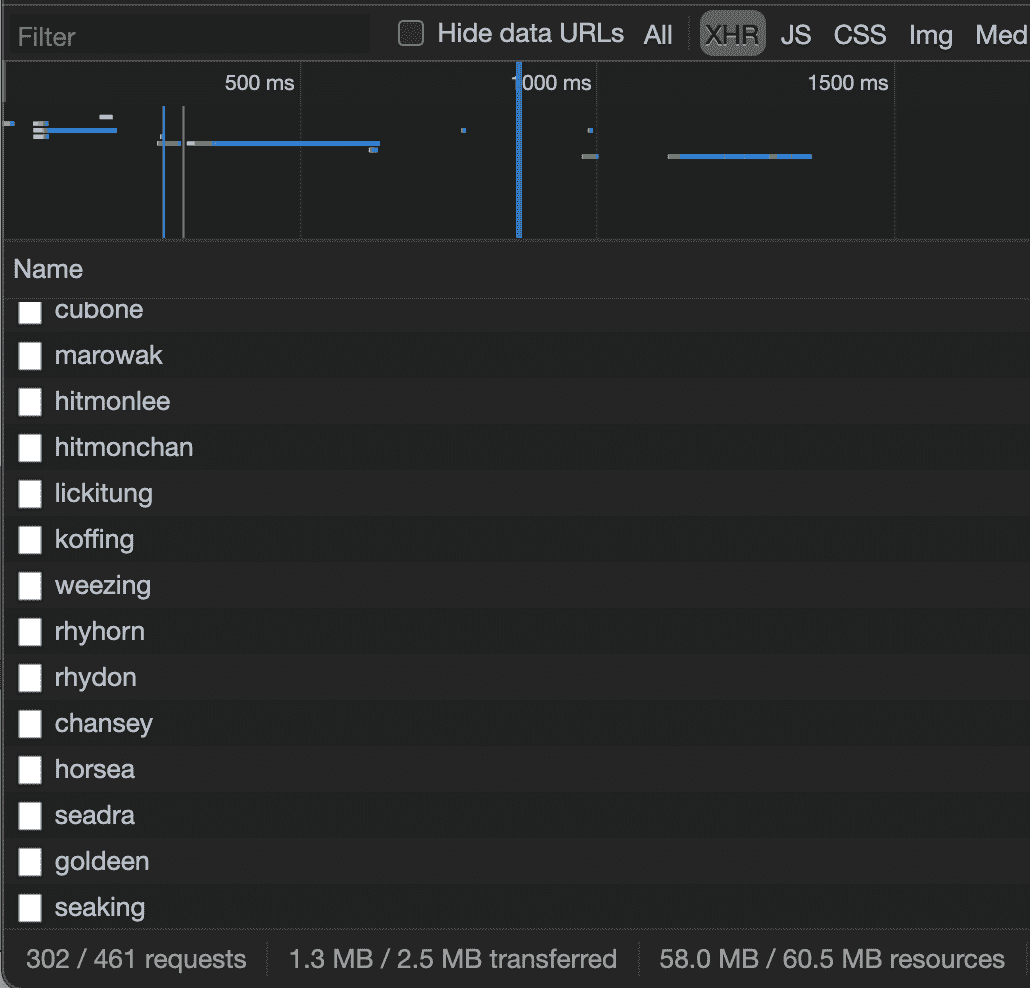 Filter Hide data URLs All XHR JS CSS Img Med
500 ms 1000 ms 1500 ms
Name
cubone
marowak
hitmonlee
hitmonchan
lickitung
koffing
weezing
rhyhorn
rhydon
chansey
horsea
seadra
goldeen
seaking
302 / 461 requests 1.3 MB / 2.5 MB transferred 58.0 MB / 60.5 MB resources